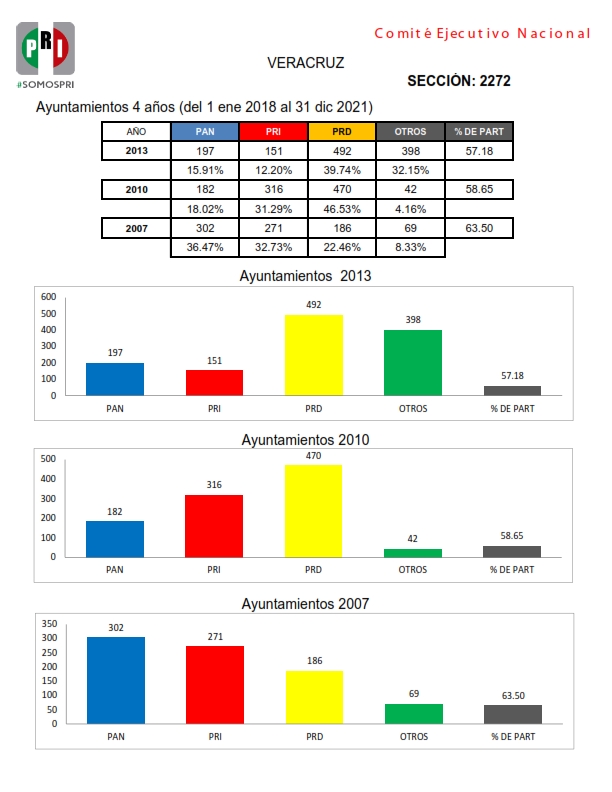 Comité Ejecutivo Nacional
PRI
#SOMOSPRI
VERACRUZ
SECCIÓN: 2272
Ayuntamientos 4 años (del 1 ene 2018 al 31 dic 2021)
AÑO PAN PRI PRD OTROS % DE PART
2013 197 151 492 398 57.18
15.91% 12.20% 39.74% 32.15%
2010 182 316 470 42 58.65
18.02% 31.29% 46.53% 4.16%
2007 302 271 186 69 63.50
36.47% 32.73% 22.46% 8.33%
Ayuntamientos 2013
600
500
400
300
200
100
0
197 151 492 398 57.18
PAN PRI PRD OTROS % DE PART
Ayuntamientos 2010
500
400
300
200
100
0
182 316 470 42 58.65
PAN PRI PRD OTROS % DE PART
Ayuntamientos 2007
350
300
250
200
150
100
50
0
302 271 186 69 63.50
PAN PRI PRD OTROS % DE PART